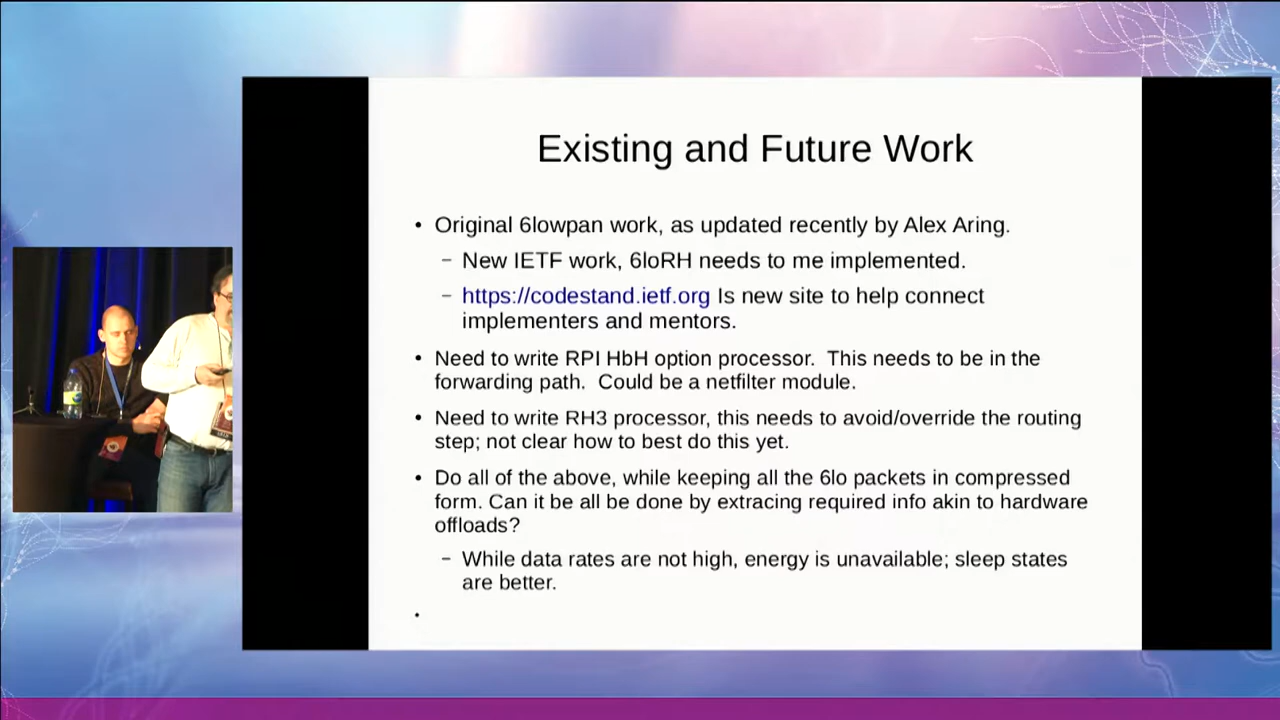 Existing and Future Work
• Original 6lowpan work, as updated recently by Alex Aring.
– New IETF work, 6loRH needs to me implemented.
– https://codestand.ietf.org Is new site to help connect
implementers and mentors.
• Need to write RPI HbH option processor. This needs to be in the
forwarding path. Could be a netfilter module.
• Need to write RH3 processor, this needs to avoid/override the routing
step; not clear how to best do this yet.
• Do all of the above, while keeping all the 6lo packets in compressed
form. Can it be all be done by extracing required info akin to hardware
offloads?
– While data rates are not high, energy is unavailable; sleep states
are better.
•